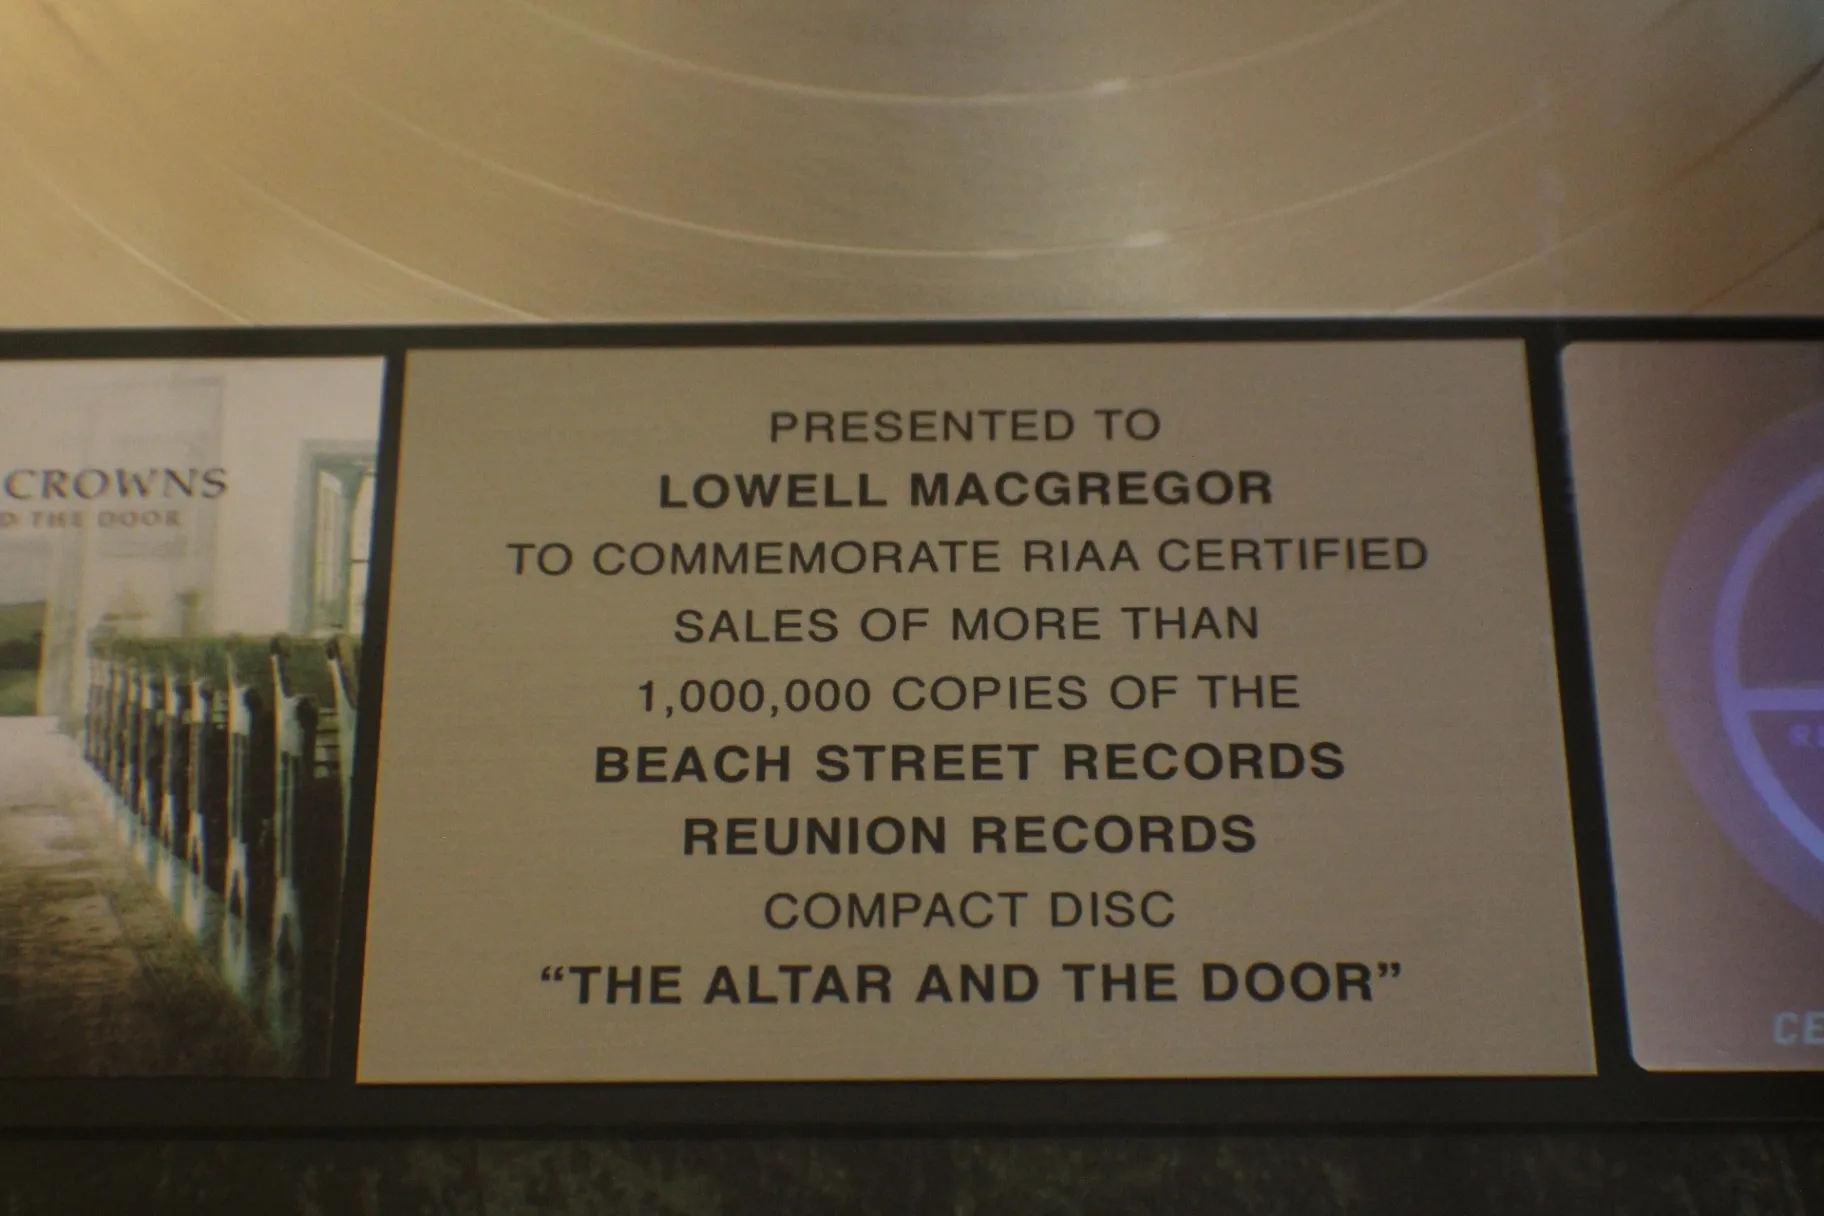 CROWNS
THE DOOR
PRESENTED TO
LOWELL MACGREGOR
TO COMMEMORATE RIAA CERTIFIED
SALES OF MORE THAN
1,000,000 COPIES OF THE
BEACH STREET RECORDS
REUNION RECORDS
COMPACT DISC
“THE ALTAR AND THE DOOR”